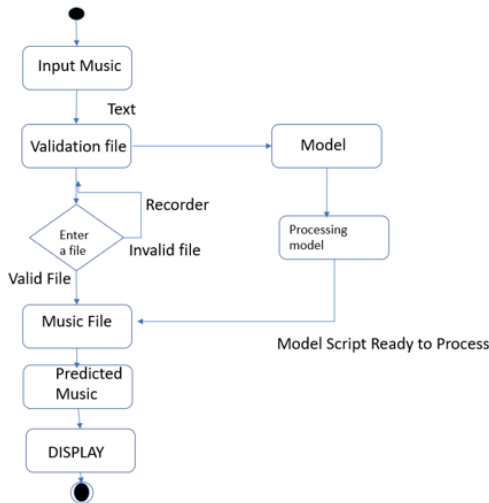 Input Music
Text
Validation file
Model
Recorder
Enter
a file
Invalid file
Processing
model
Valid File
Music File
Model Script Ready to Process
Predicted
Music
DISPLAY